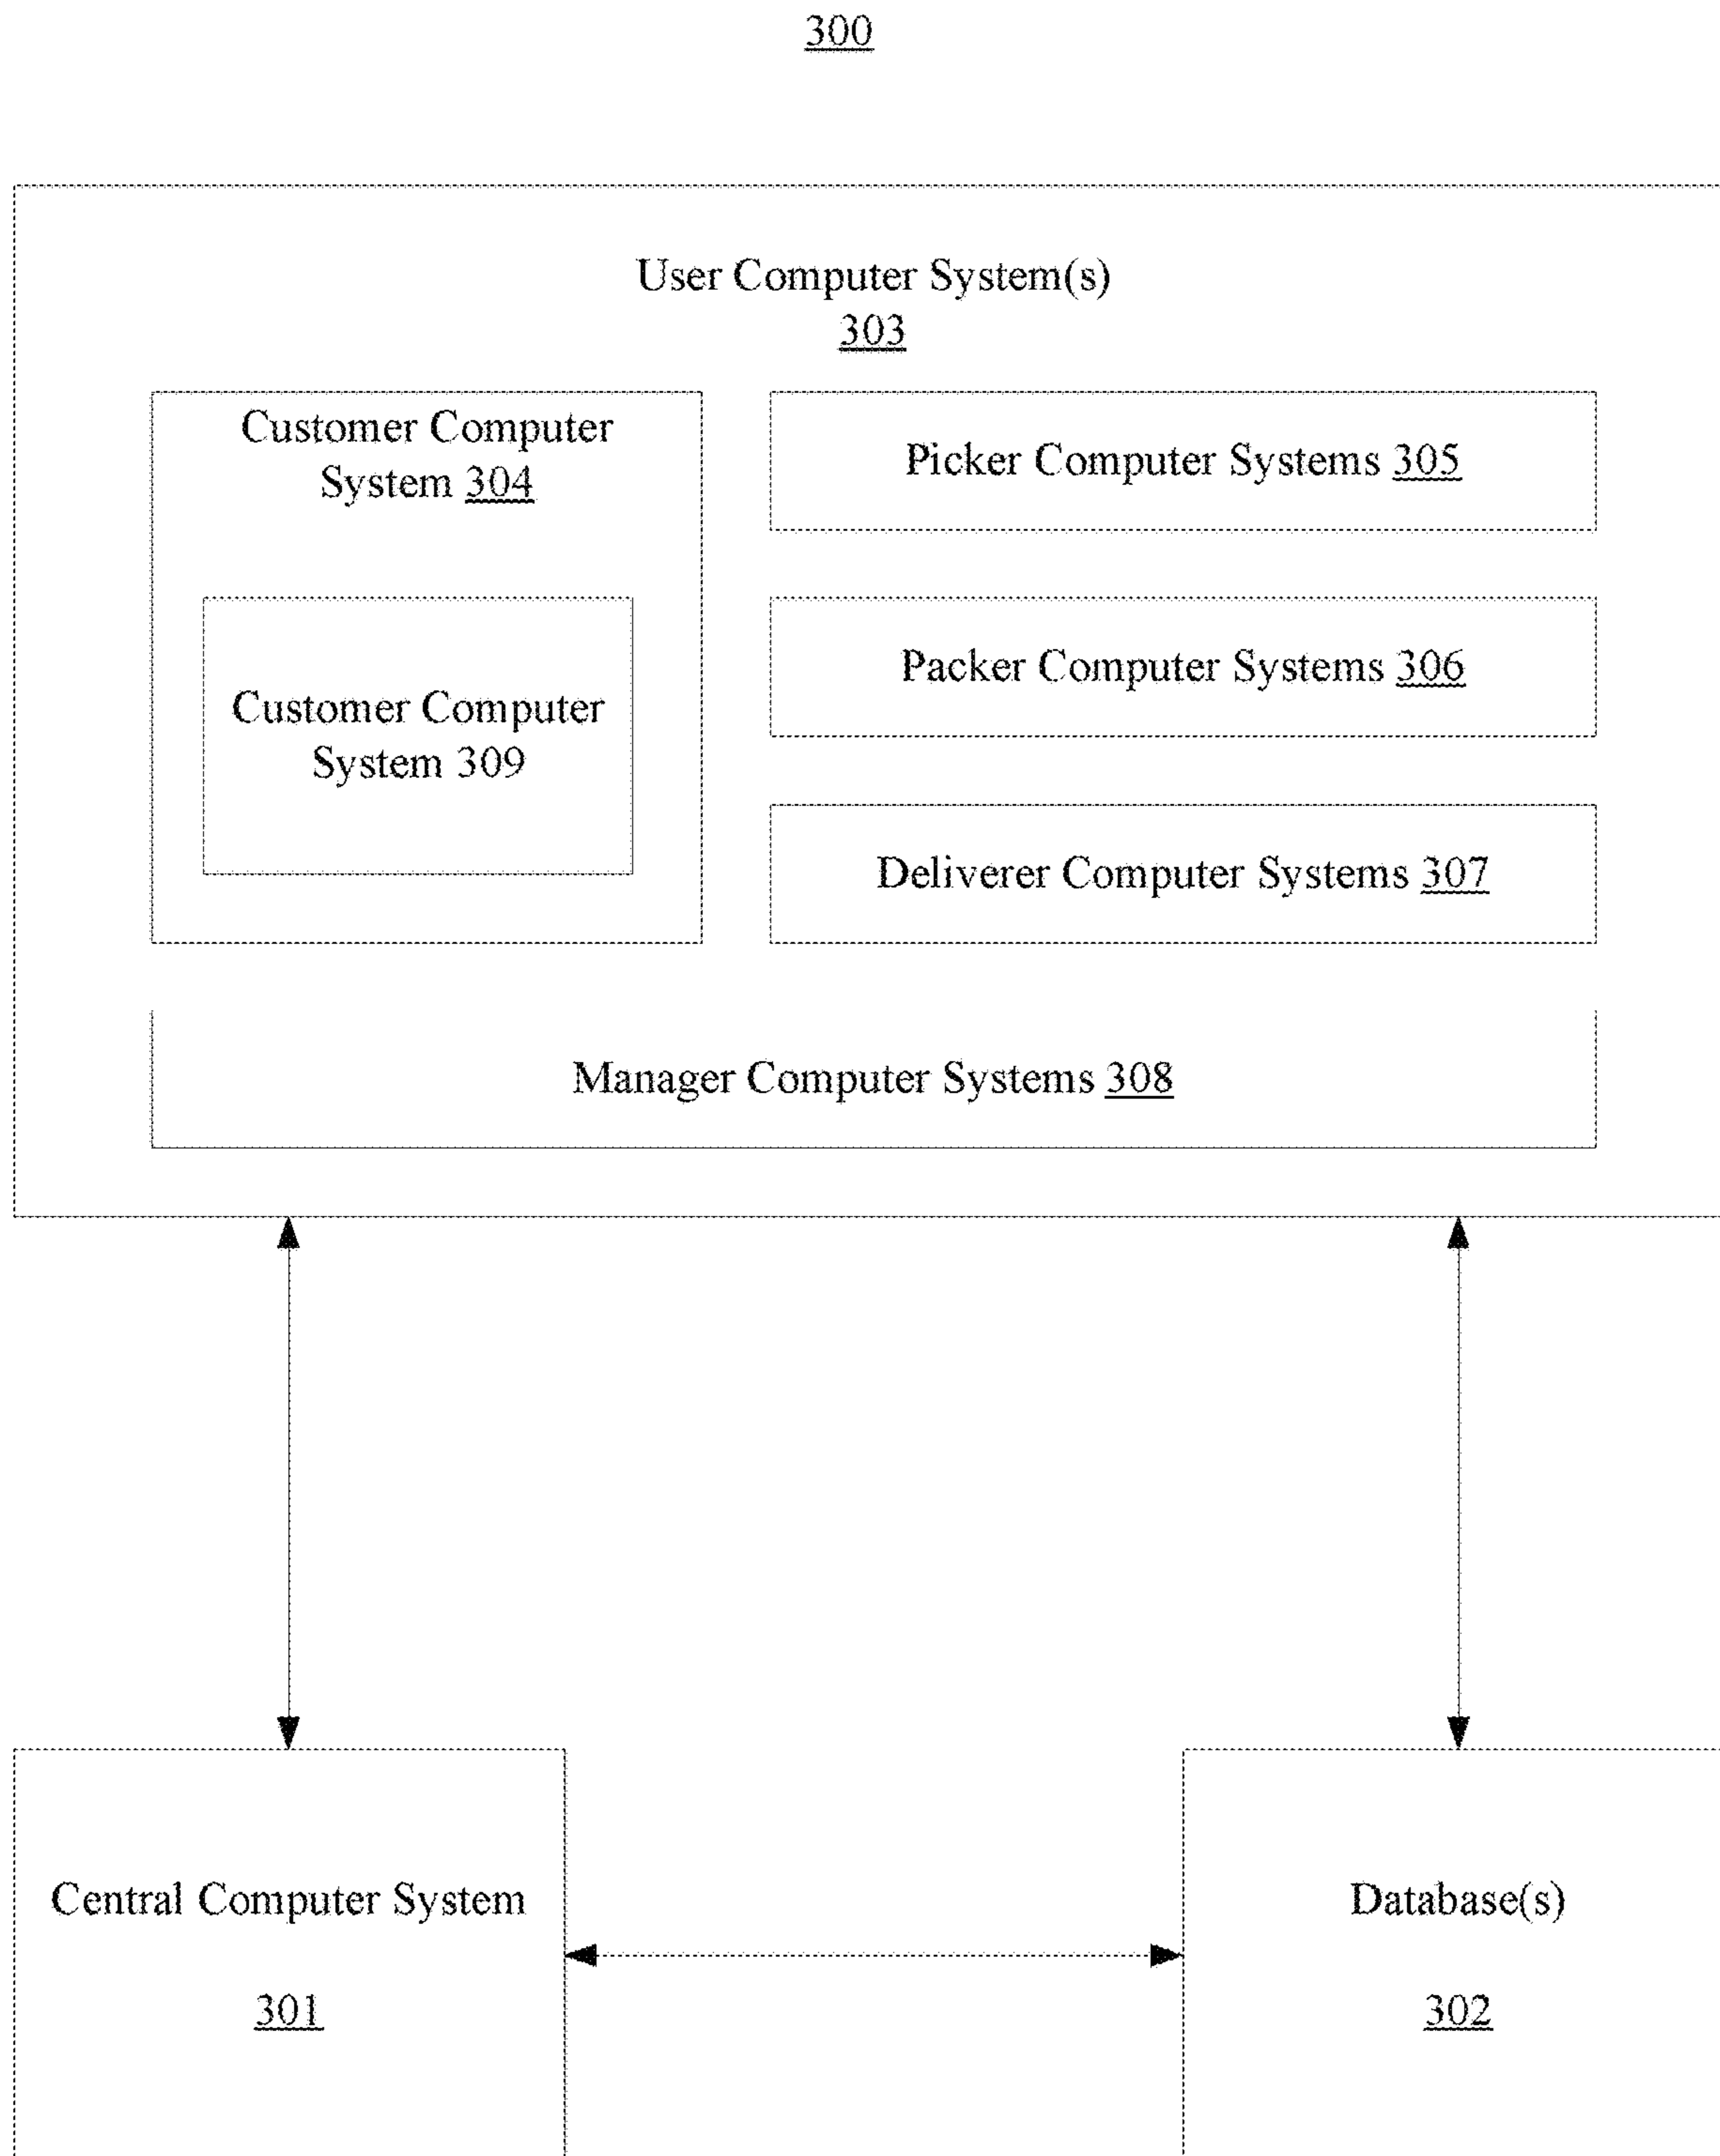 300
User Computer System(s)
303
Customer Computer
System 304
Customer Computer
System 309
Picker Computer Systems 305
Packer Computer Systems 306
Deliverer Computer Systems 307
Manager Computer Systems 308
Central Computer System
301
Database(s)
302